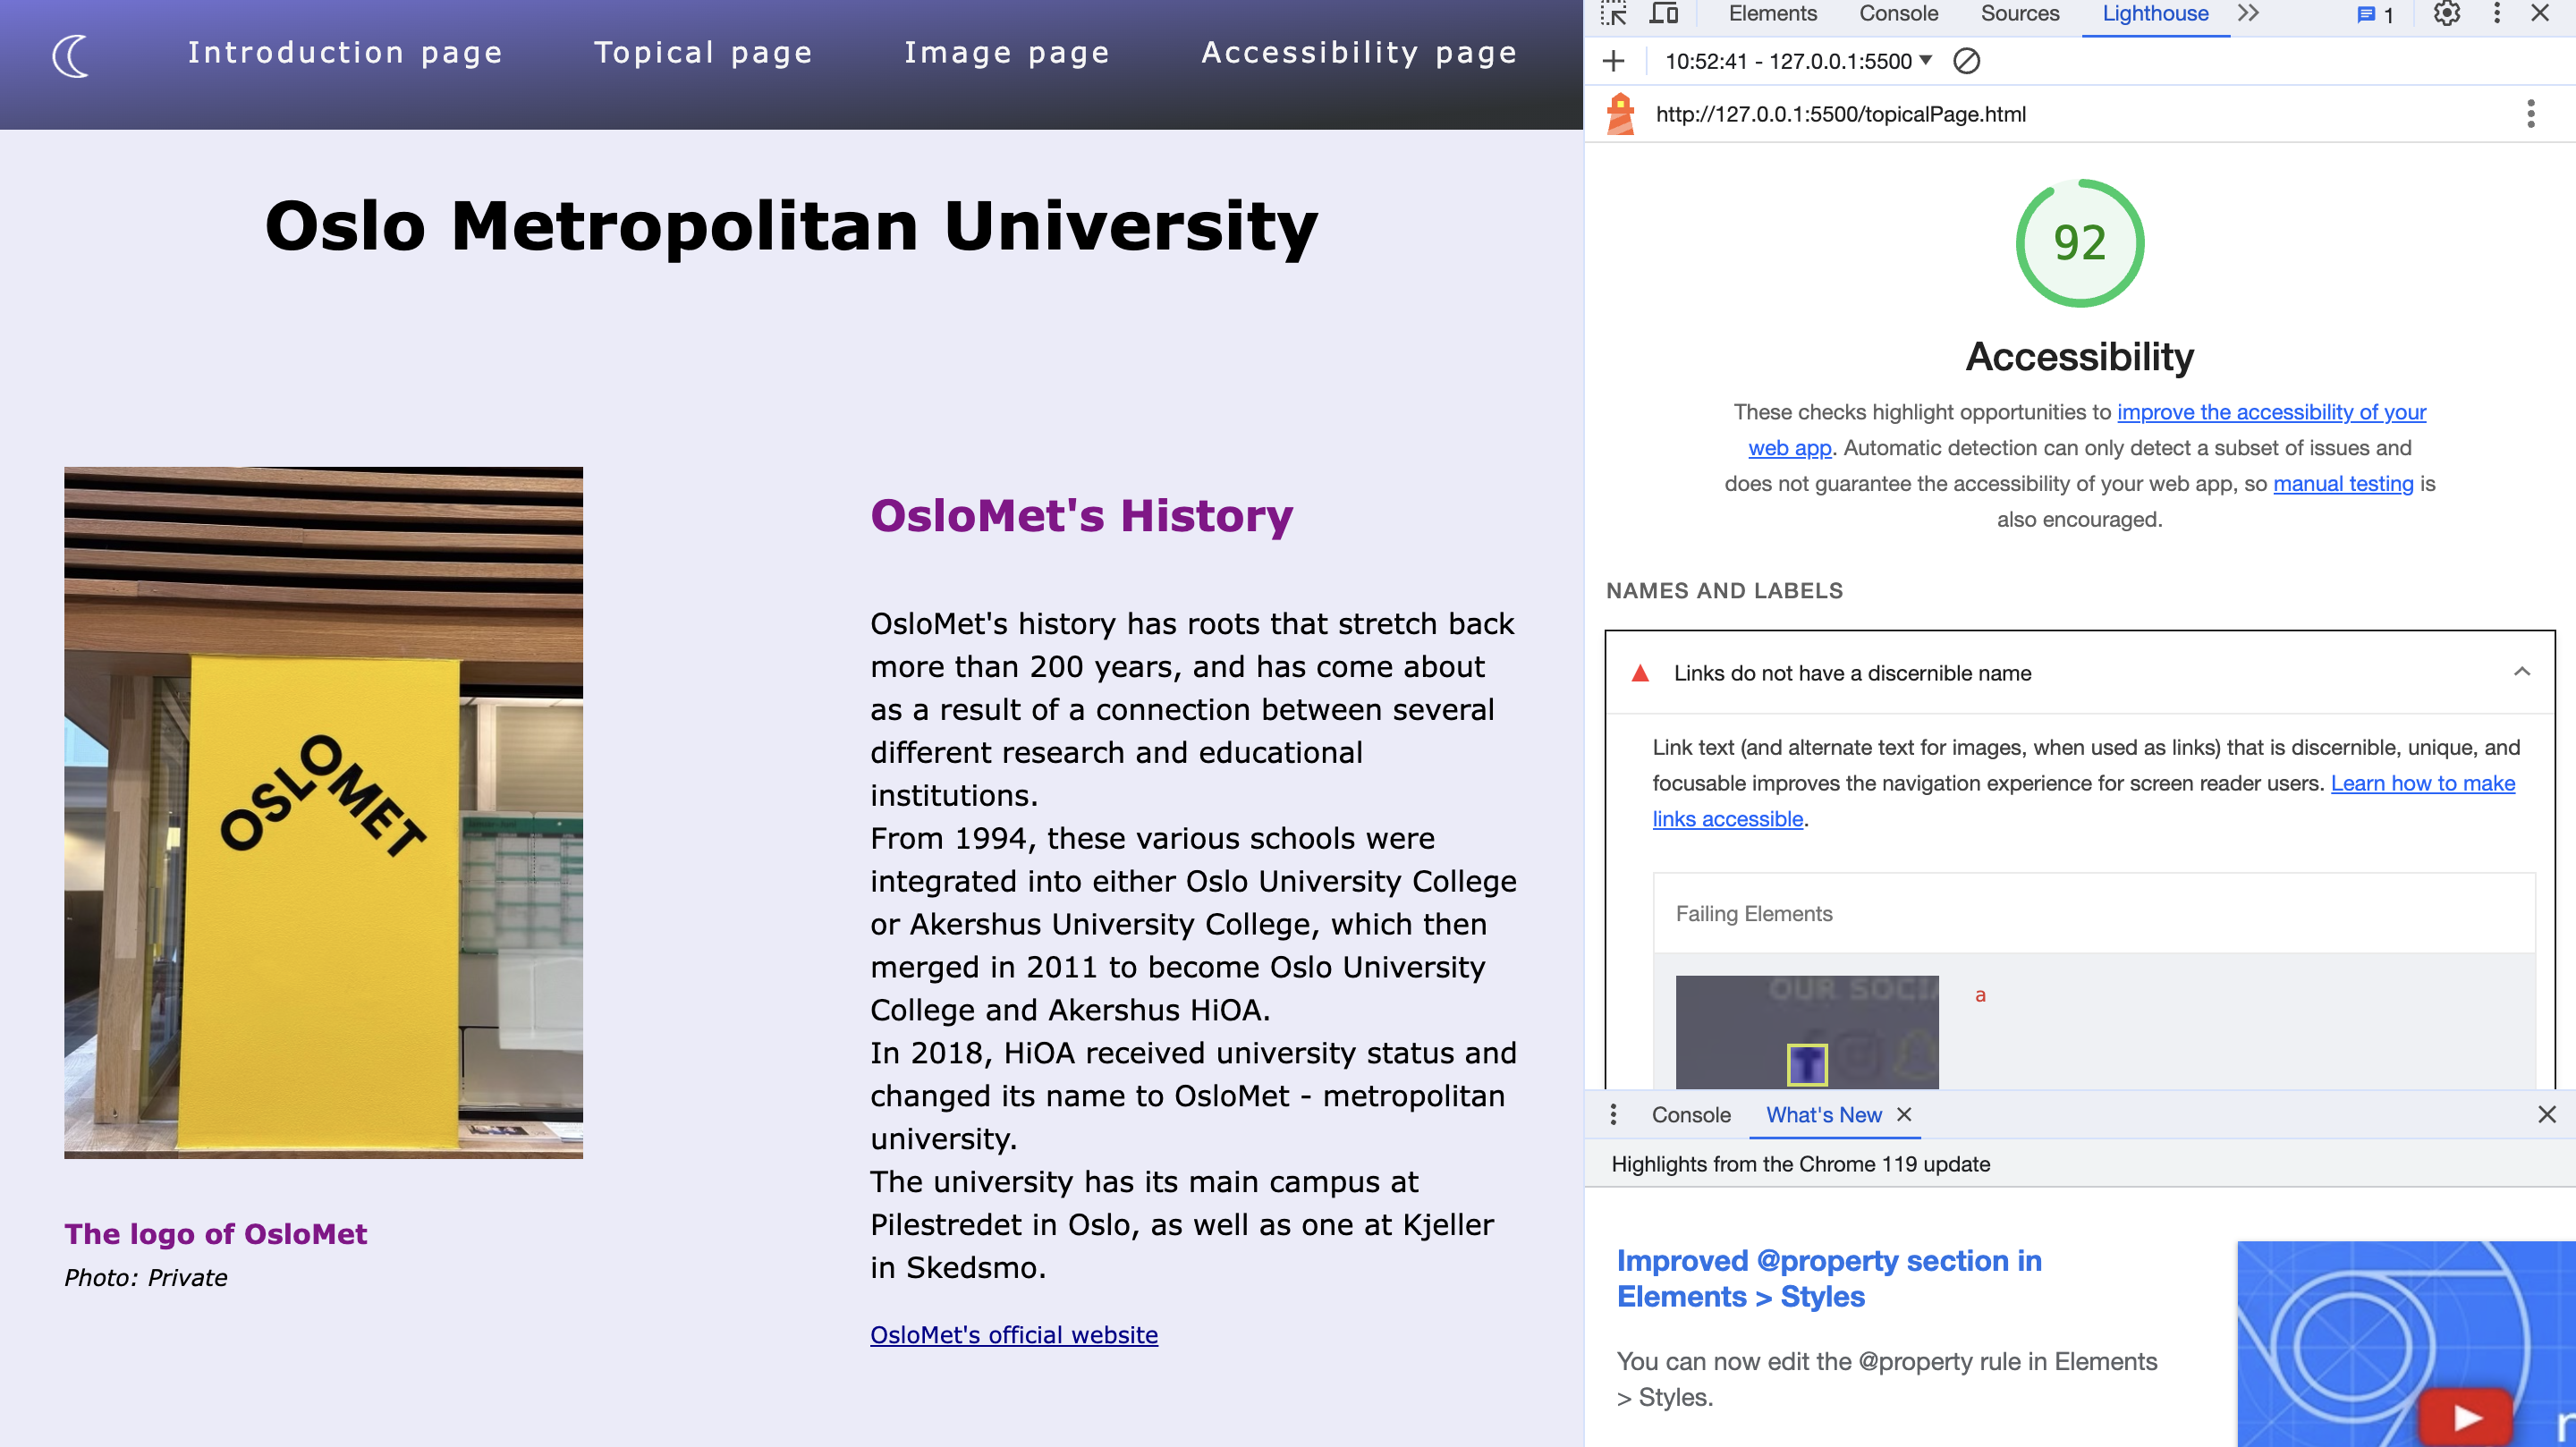 Introduction page
Topical page
Image page
Accessibility page
Oslo Metropolitan University
OSLOMET
The logo of OsloMet
Photo: Private
OsloMet's History
OsloMet's history has roots that stretch back
more than 200 years, and has come about
as a result of a connection between several
different research and educational
institutions.
From 1994, these various schools were
integrated into either Oslo University College
or Akershus University College, which then
merged in 2011 to become Oslo University
College and Akershus HiOA.
In 2018, HiOA received university status and
changed its name to OsloMet - metropolitan
university.
The university has its main campus at
Pilestredet in Oslo, as well as one at Kjeller
in Skedsmo.
OsloMet's official website
Elements
Console
Sources
Lighthouse
1
10:52:41 - 127.0.0.1:5500
http://127.0.0.1:5500/topicalPage.html
92
Accessibility
These checks highlight opportunities to improve the accessibility of your
web app. Automatic detection can only detect a subset of issues and
does not guarantee the accessibility of your web app, so manual testing is
also encouraged.
NAMES AND LABELS
Links do not have a discernible name
Link text (and alternate text for images, when used as links) that is discernible, unique, and
focusable improves the navigation experience for screen reader users. Learn how to make
links accessible.
Failing Elements
OUR SOCI
a
Console
What's New
Highlights from the Chrome 119 update
Improved @property section in
Elements > Styles
You can now edit the @property rule in Elements
> Styles.